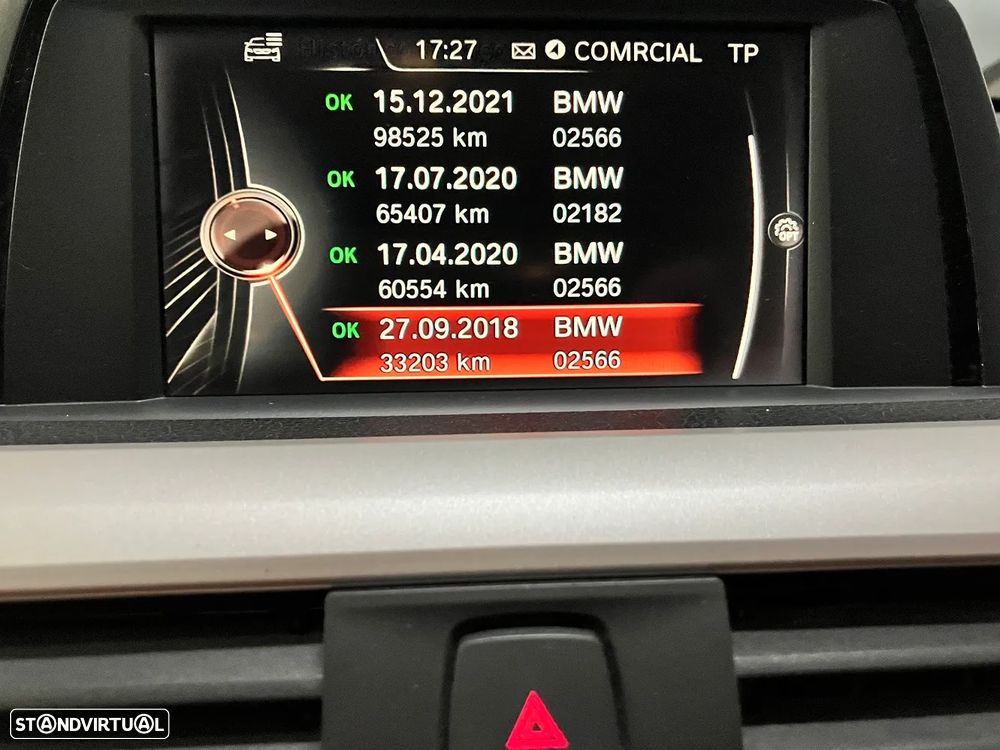 17:27 COMRCIAL TP
OK 15.12.2021 BMW
98525 km 02566
OK 17.07.2020 BMW
65407 km 02182
OK 17.04.2020 BMW
60554 km 02566
OK 27.09.2018 BMW
33203 km 02566
OPT
STANDVIRTUAL